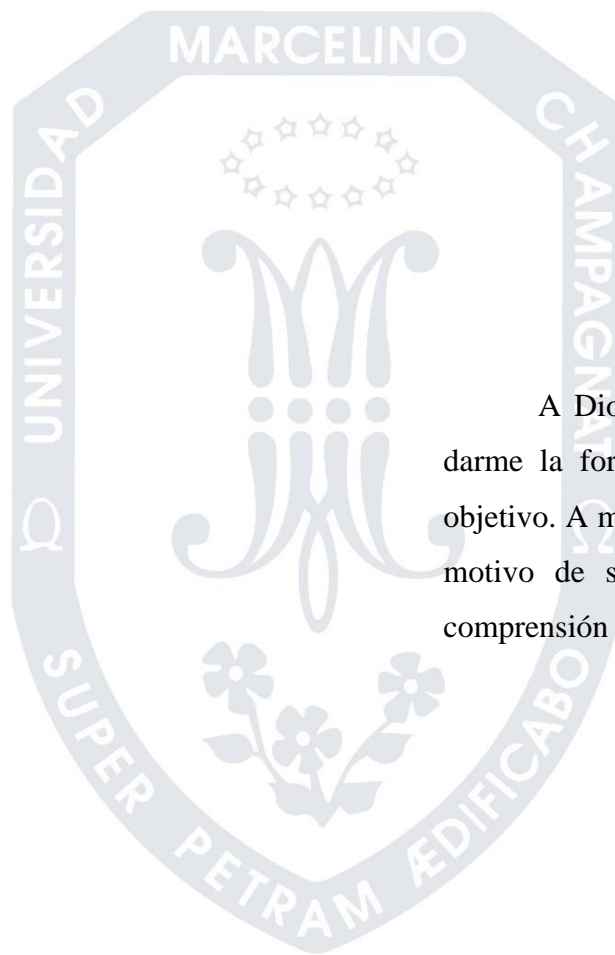 MARCELINO
UNIVERSIDAD
CHAMPAGNAT
A Dio
darme la for
objetivo. A m
motivo de s
comprensión
Ω
Ω
SUPER PETRAM ÆDIFICABO